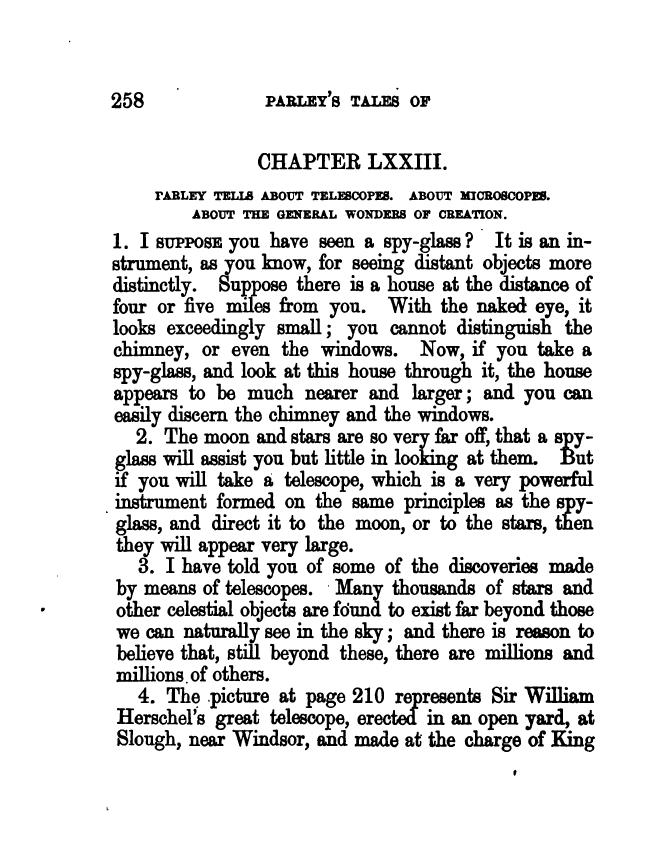 258 PARLEY'S TALES OF
CHAPTER LXXIII.
PARLEY TELLS ABOUT TELESCOPES. ABOUT MICROSCOPES.
ABOUT THE GENERAL WONDERS OF CREATION.
1. I SUPPOSE you have seen a spy-glass? It is an in-
strument, as you know, for seeing distant objects more
distinctly. Suppose there is a house at the distance of
four or five miles from you. With the naked eye, it
looks exceedingly small; you cannot distinguish the
chimney, or even the windows. Now, if you take a
spy-glass, and look at this house through it, the house
appears to be much nearer and larger; and you can
easily discern the chimney and the windows.
2. The moon and stars are so very far off, that a spy-
glass will assist you but little in looking at them. But
if you will take a telescope, which is a very powerful
instrument formed on the same principles as the spy-
glass, and direct it to the moon, or to the stars, then
they will appear very large.
3. I have told you of some of the discoveries made
by means of telescopes. Many thousands of stars and
other celestial objects are found to exist far beyond those
we can naturally see in the sky; and there is reason to
believe that, still beyond these, there are millions and
millions of others.
4. The picture at page 210 represents Sir William
Herschel's great telescope, erected in an open yard, at
Slough, near Windsor, and made at the charge of King